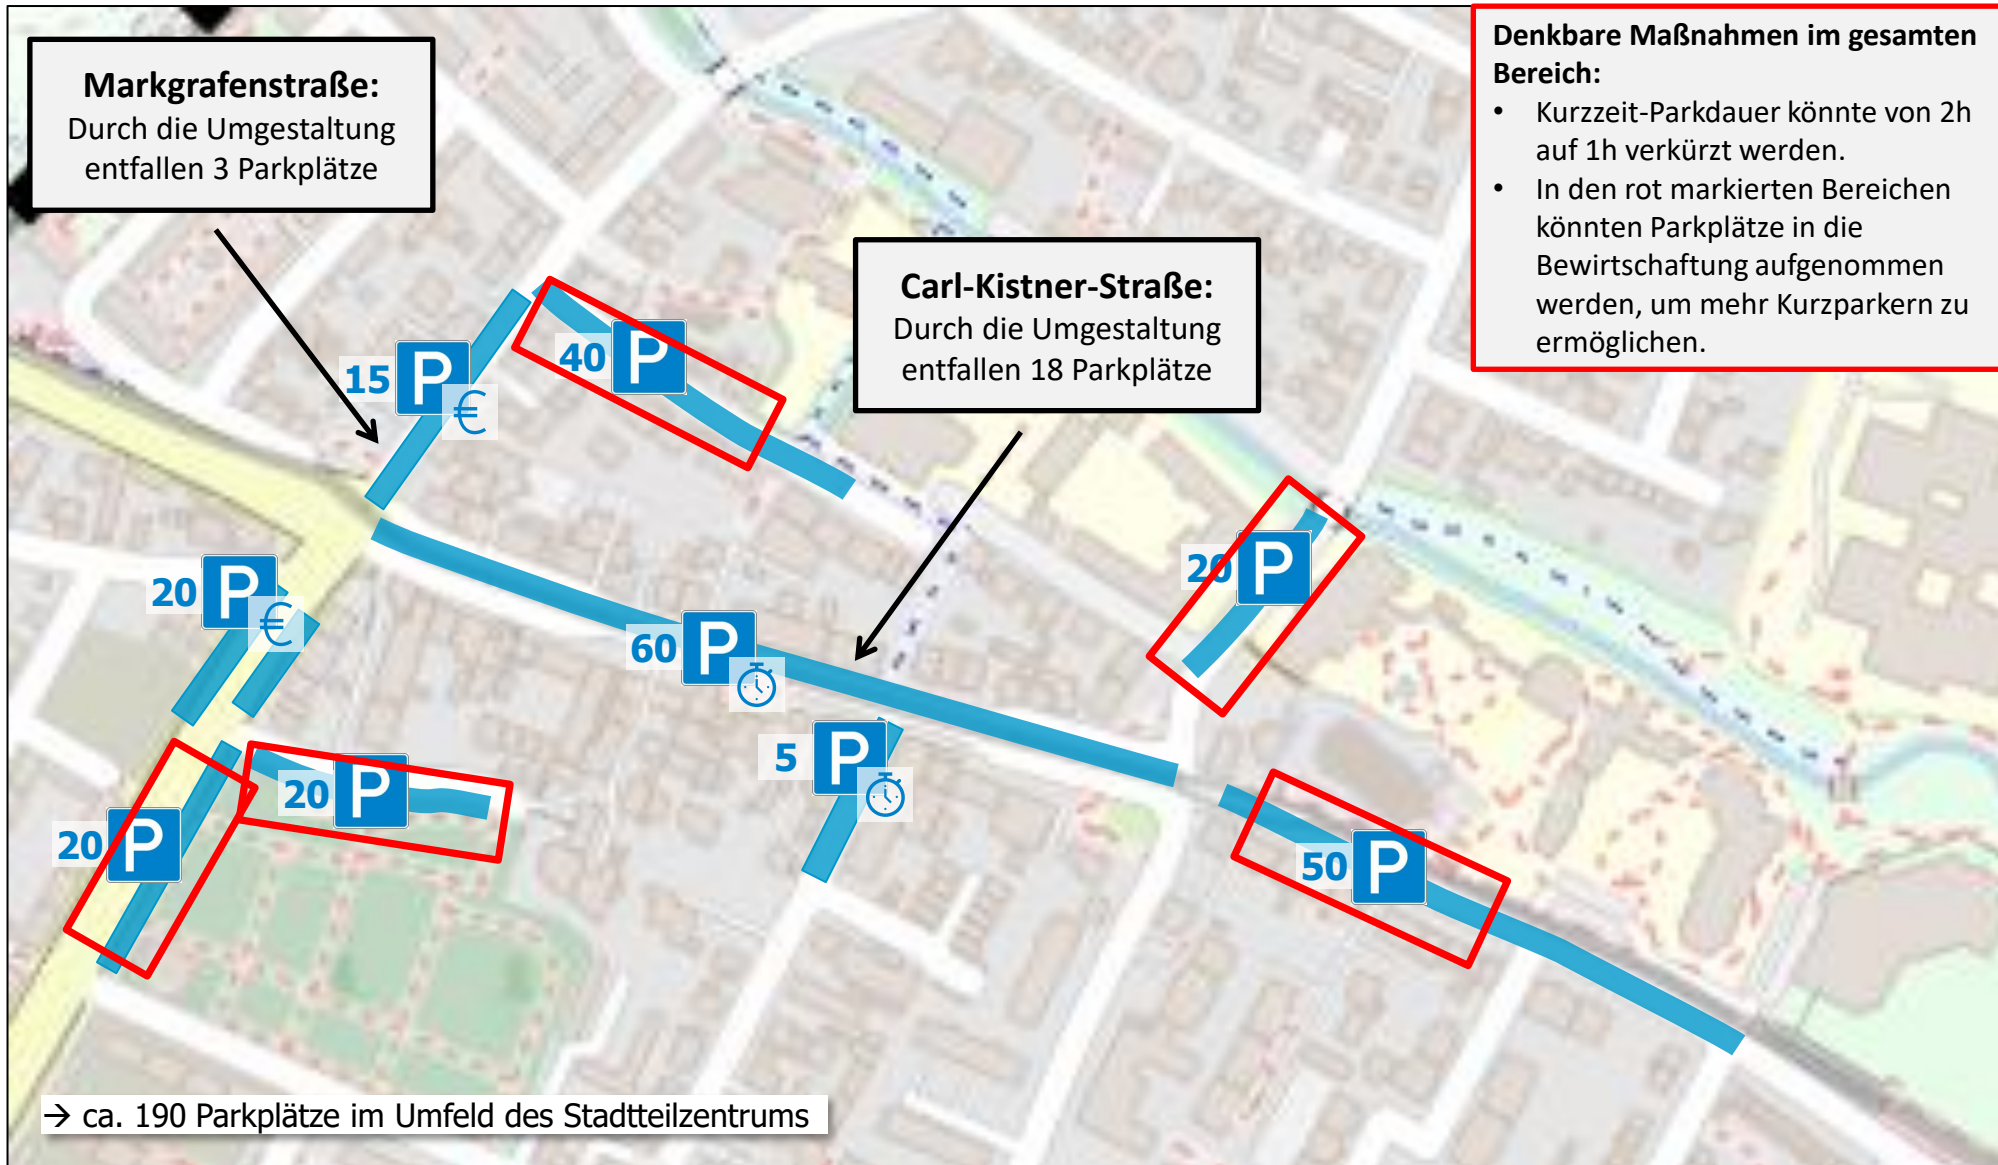 Markgrafenstraße:
Durch die Umgestaltung
entfallen 3 Parkplätze
Denkbare Maßnahmen im gesamten
Bereich:
• Kurzzeit-Parkdauer könnte von 2h
auf 1h verkürzt werden.
• In den rot markierten Bereichen
könnten Parkplätze in die
Bewirtschaftung aufgenommen
werden, um mehr Kurzparkern zu
ermöglichen.
Carl-Kistner-Straße:
Durch die Umgestaltung
entfallen 18 Parkplätze
15 P €
40 P
20 P €
20 P
60 P
5 P
20 P
20 P
50 P
→ ca. 190 Parkplätze im Umfeld des Stadtteilzentrums